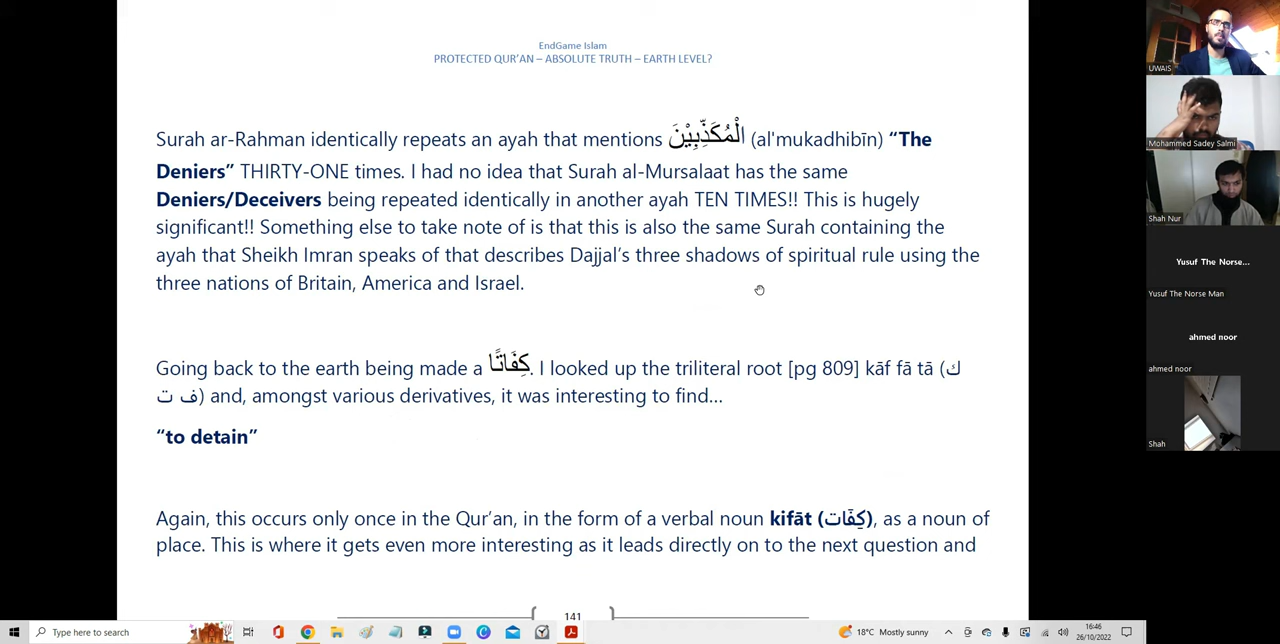 EndGame Islam
PROTECTED QUR'AN – ABSOLUTE TRUTH – EARTH LEVEL?
Surah ar-Rahman identically repeats an ayah that mentions الْمُكَذِّبِيْنَ (al'mukadhibīn) “The
Deniers” THIRTY-ONE times. I had no idea that Surah al-Mursalaat has the same
Deniers/Deceivers being repeated identically in another ayah TEN TIMES!! This is hugely
significant!! Something else to take note of is that this is also the same Surah containing the
ayah that Sheikh Imran speaks of that describes Dajjal’s three shadows of spiritual rule using the
three nations of Britain, America and Israel.
Going back to the earth being made a كِفَاتًا. I looked up the triliteral root [pg 809] kāf fā tā (ك
ف ت) and, amongst various derivatives, it was interesting to find…
“to detain”
Again, this occurs only once in the Qur’an, in the form of a verbal noun kifāt (كِفَات), as a noun of
place. This is where it gets even more interesting as it leads directly on to the next question and
141
UWAIS
Mohammed Sadey Salmi
Shah Nur
Yusuf The Norse...
Yusuf The Norse Man
ahmed noor
ahmed noor
Shah
Type here to search
18°C Mostly sunny
16:46
26/10/2022